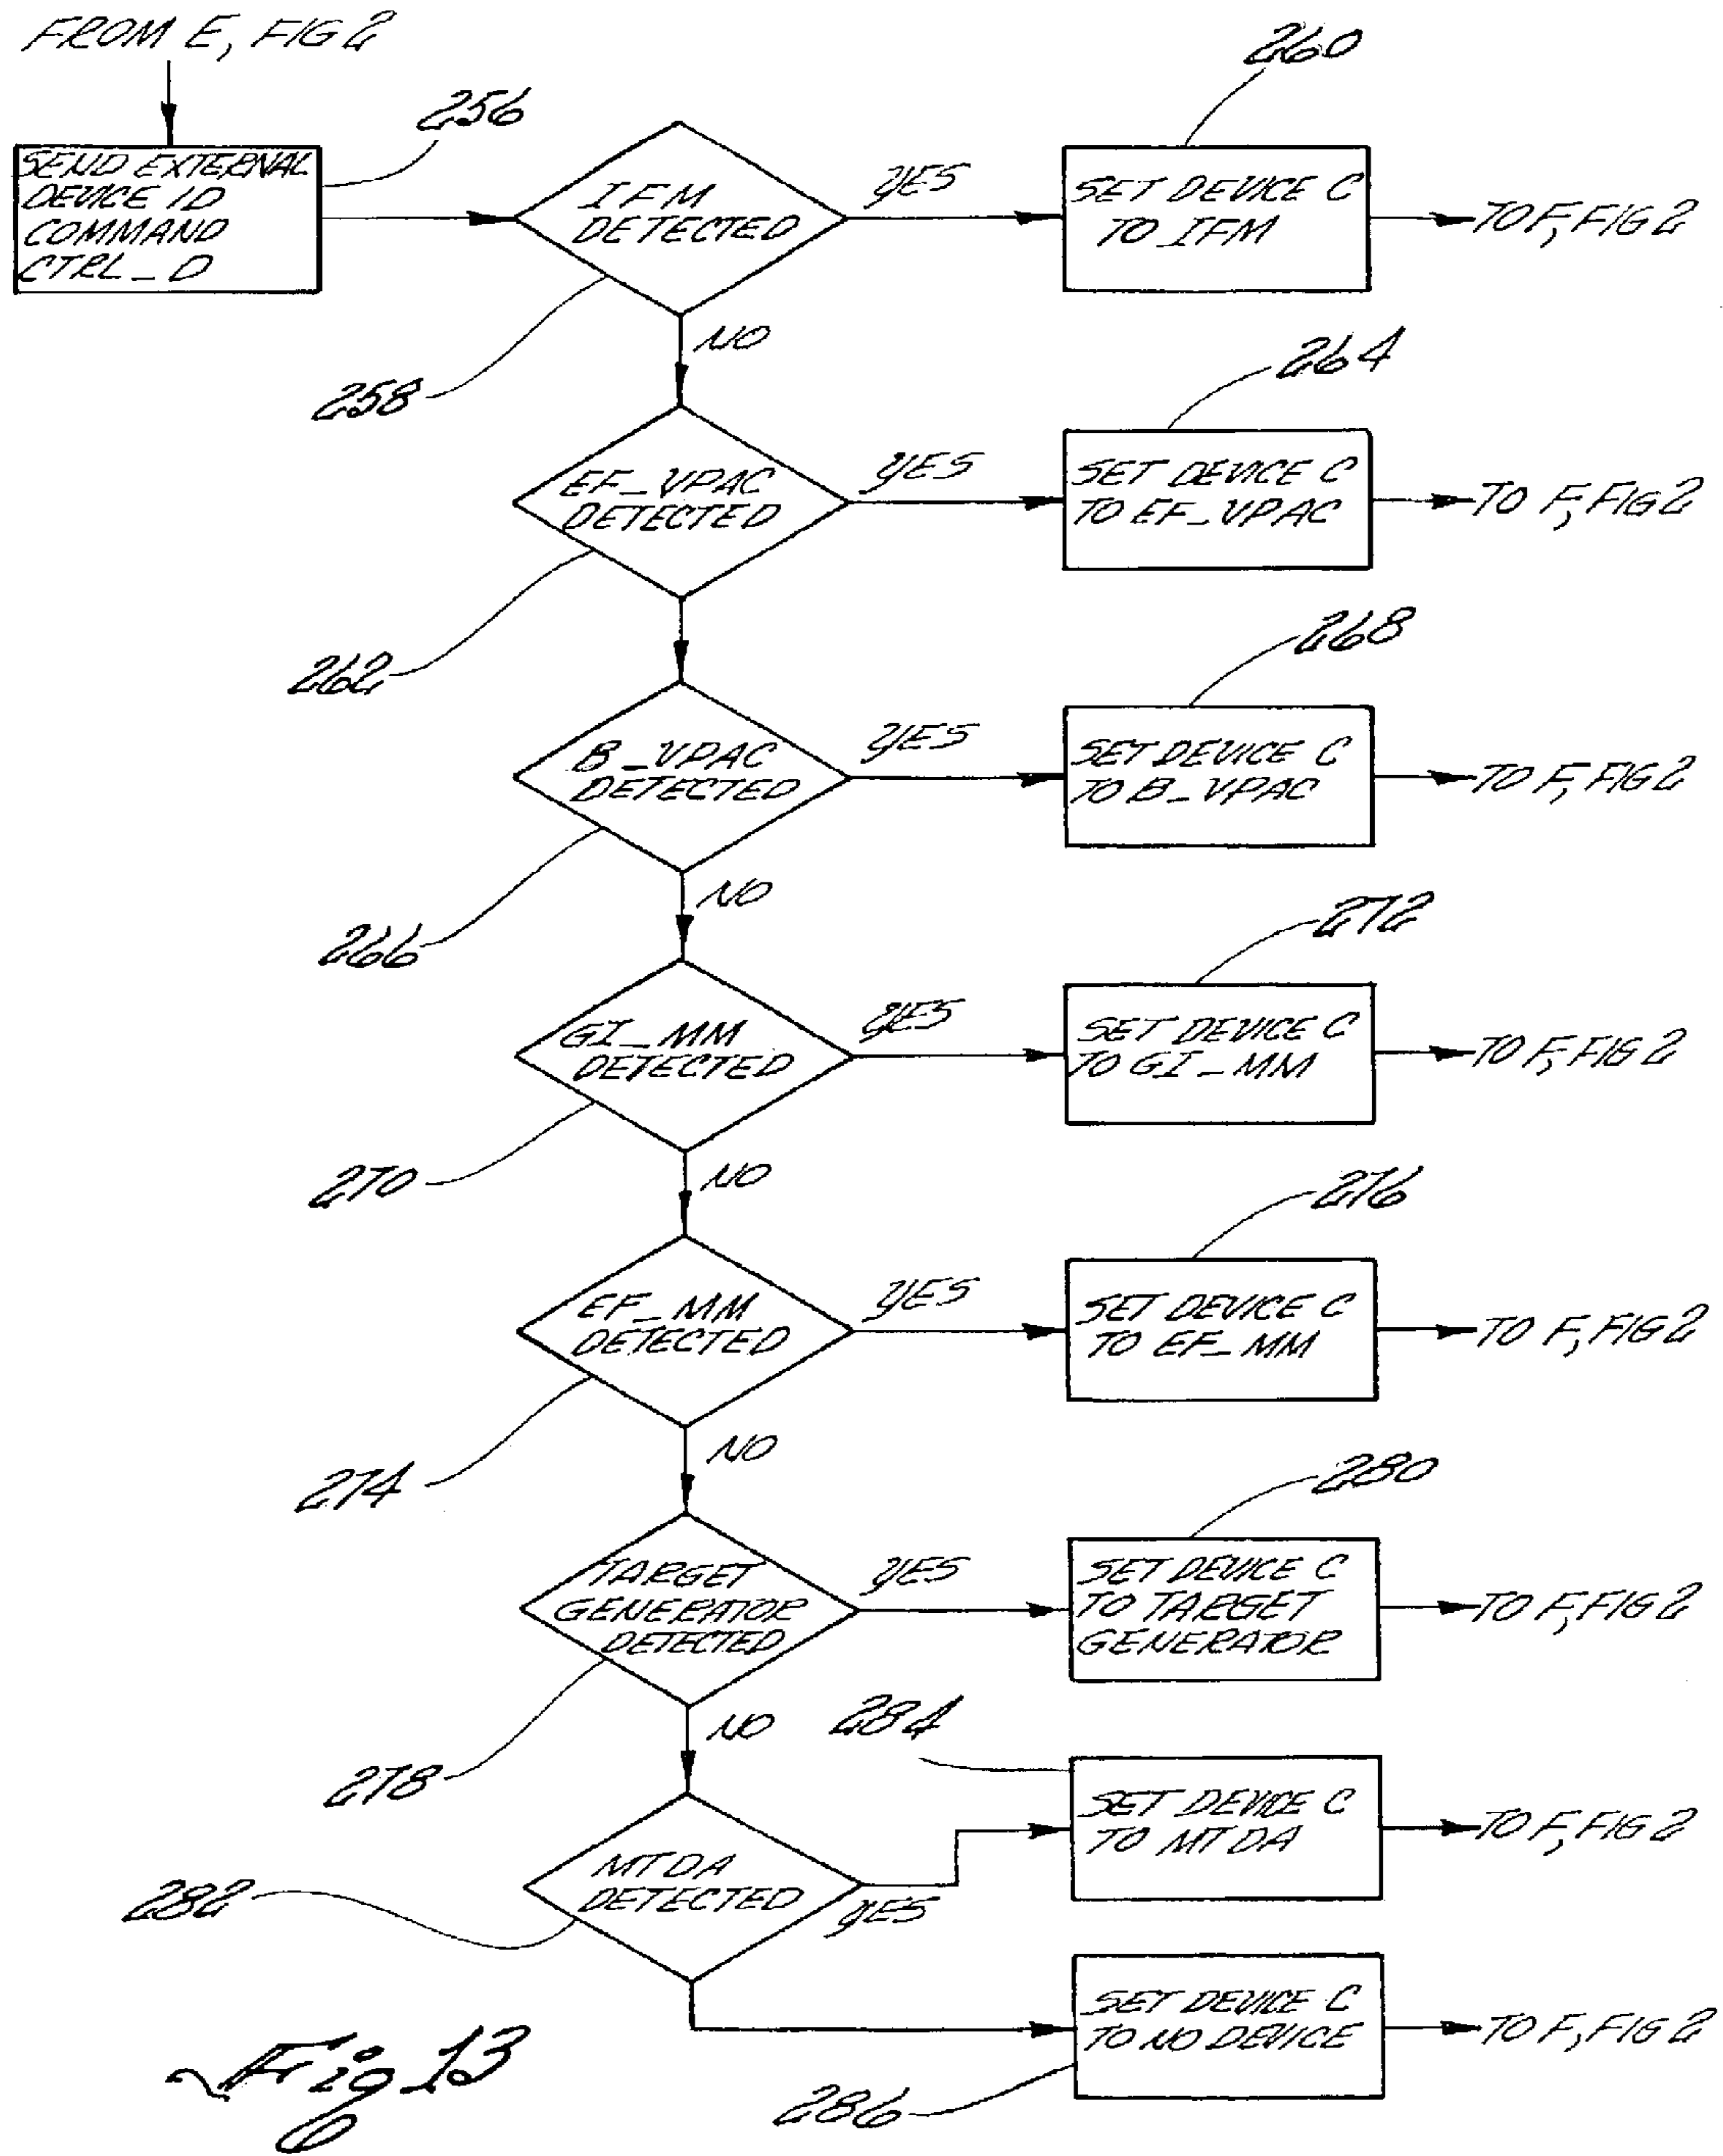 FROM E, FIG 2
256
SEND EXTERNAL
DEVICE ID
COMMAND
CTRL_D
IFM
DETECTED
YES
260
SET DEVICE C
TO IFM
TO F, FIG 2
258
NO
EF_VPAC
DETECTED
YES
264
SET DEVICE C
TO EF_VPAC
TO F, FIG 2
262
B_VPAC
DETECTED
YES
268
SET DEVICE C
TO B_VPAC
TO F, FIG 2
266
NO
GI_MM
DETECTED
YES
272
SET DEVICE C
TO GI_MM
TO F, FIG 2
270
NO
EF_MM
DETECTED
YES
276
SET DEVICE C
TO EF_MM
TO F, FIG 2
274
NO
TARGET
GENERATOR
DETECTED
YES
280
SET DEVICE C
TO TARGET
GENERATOR
TO F, FIG 2
278
NO
MTDA
DETECTED
YES
284
SET DEVICE C
TO MTDA
TO F, FIG 2
282
SET DEVICE C
TO NO DEVICE
TO F, FIG 2
286
Fig 13